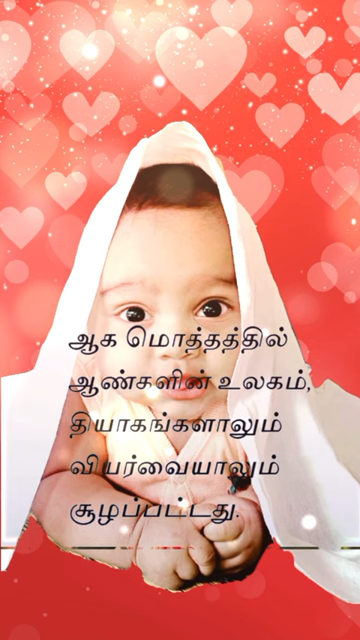 ஆக மொத்தத்தில்
ஆண்களின் உலகம்,
தியாகங்களாலும்
வியர்வையாலும்
சூழப்பட்டது.